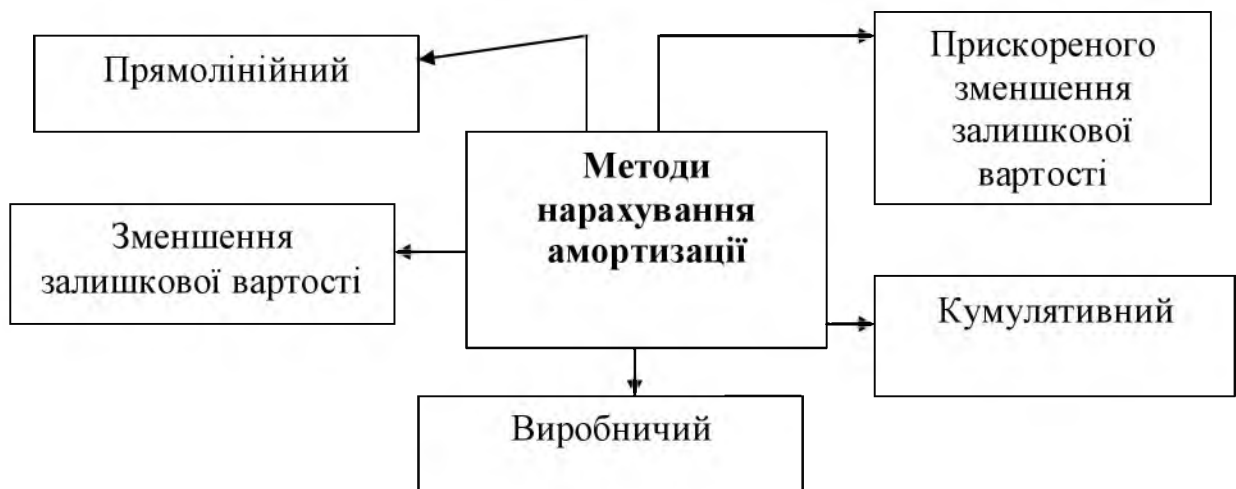 Прямолінійний
Прискореного
зменшення
залишкової
вартості
Методи
нарахування
амортизації
Зменшення
залишкової вартості
Кумулятивний
Виробничий